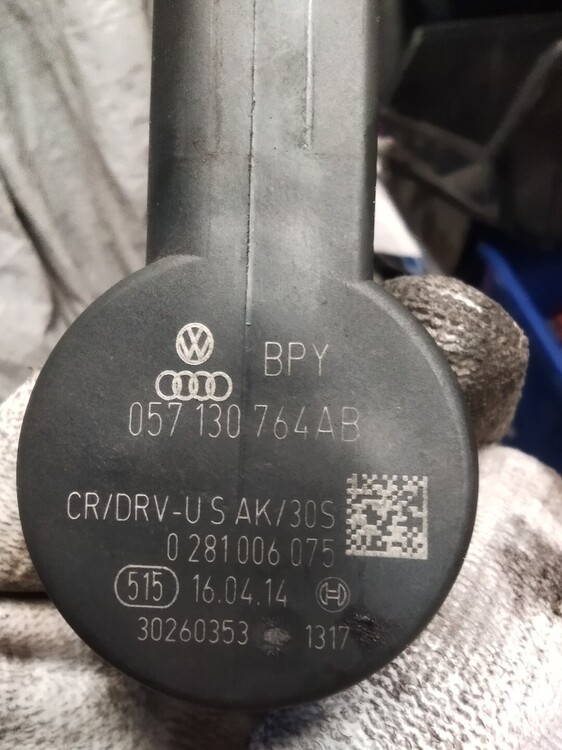 BPY
057 130 764AB
CR/DRV-U S AK/30S
0 281 006 075
515 16.04.14
30260353 1317